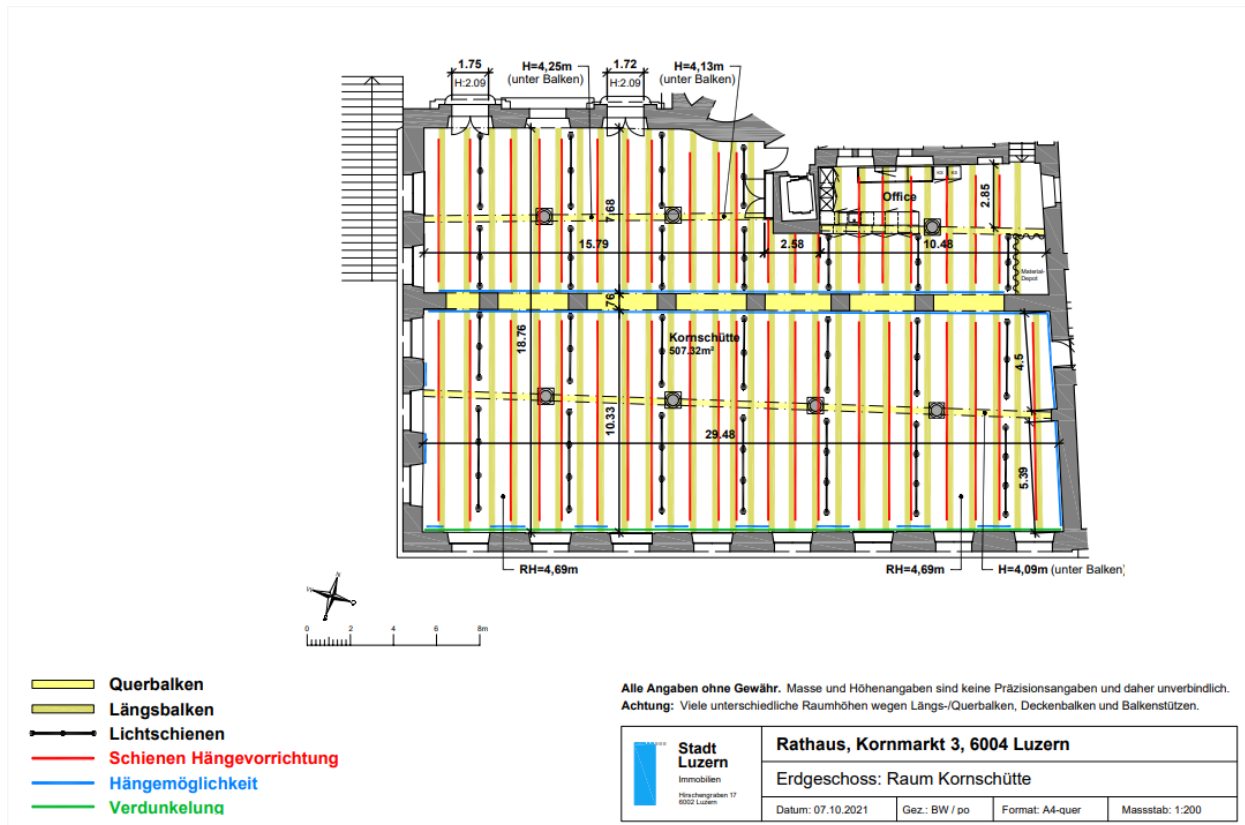 1.75
H:2.09
H=4,25m
(unter Balken)
1.72
H:2.09
H=4,13m
(unter Balken)
Office
2.85
7.68
15.79
2.58
10.48
Material-
Depot
.76
18.76
Kornschütte
507.32m²
4.5
10.33
29.48
5.39
RH=4,69m
RH=4,69m
H=4,09m (unter Balken)
N
0 2 4 6 8m
Querbalken
Längsbalken
Lichtschienen
Schienen Hängevorrichtung
Hängemöglichkeit
Verdunkelung
Alle Angaben ohne Gewähr. Masse und Höhenangaben sind keine Präzisionsangaben und daher unverbindlich.
Achtung: Viele unterschiedliche Raumhöhen wegen Längs-/Querbalken, Deckenbalken und Balkenstützen.
Stadt
Luzern
Immobilien
Hirschengraben 17
6002 Luzern
Rathaus, Kornmarkt 3, 6004 Luzern
Erdgeschoss: Raum Kornschütte
Datum: 07.10.2021 Gez.: BW / po Format: A4-quer Massstab: 1:200